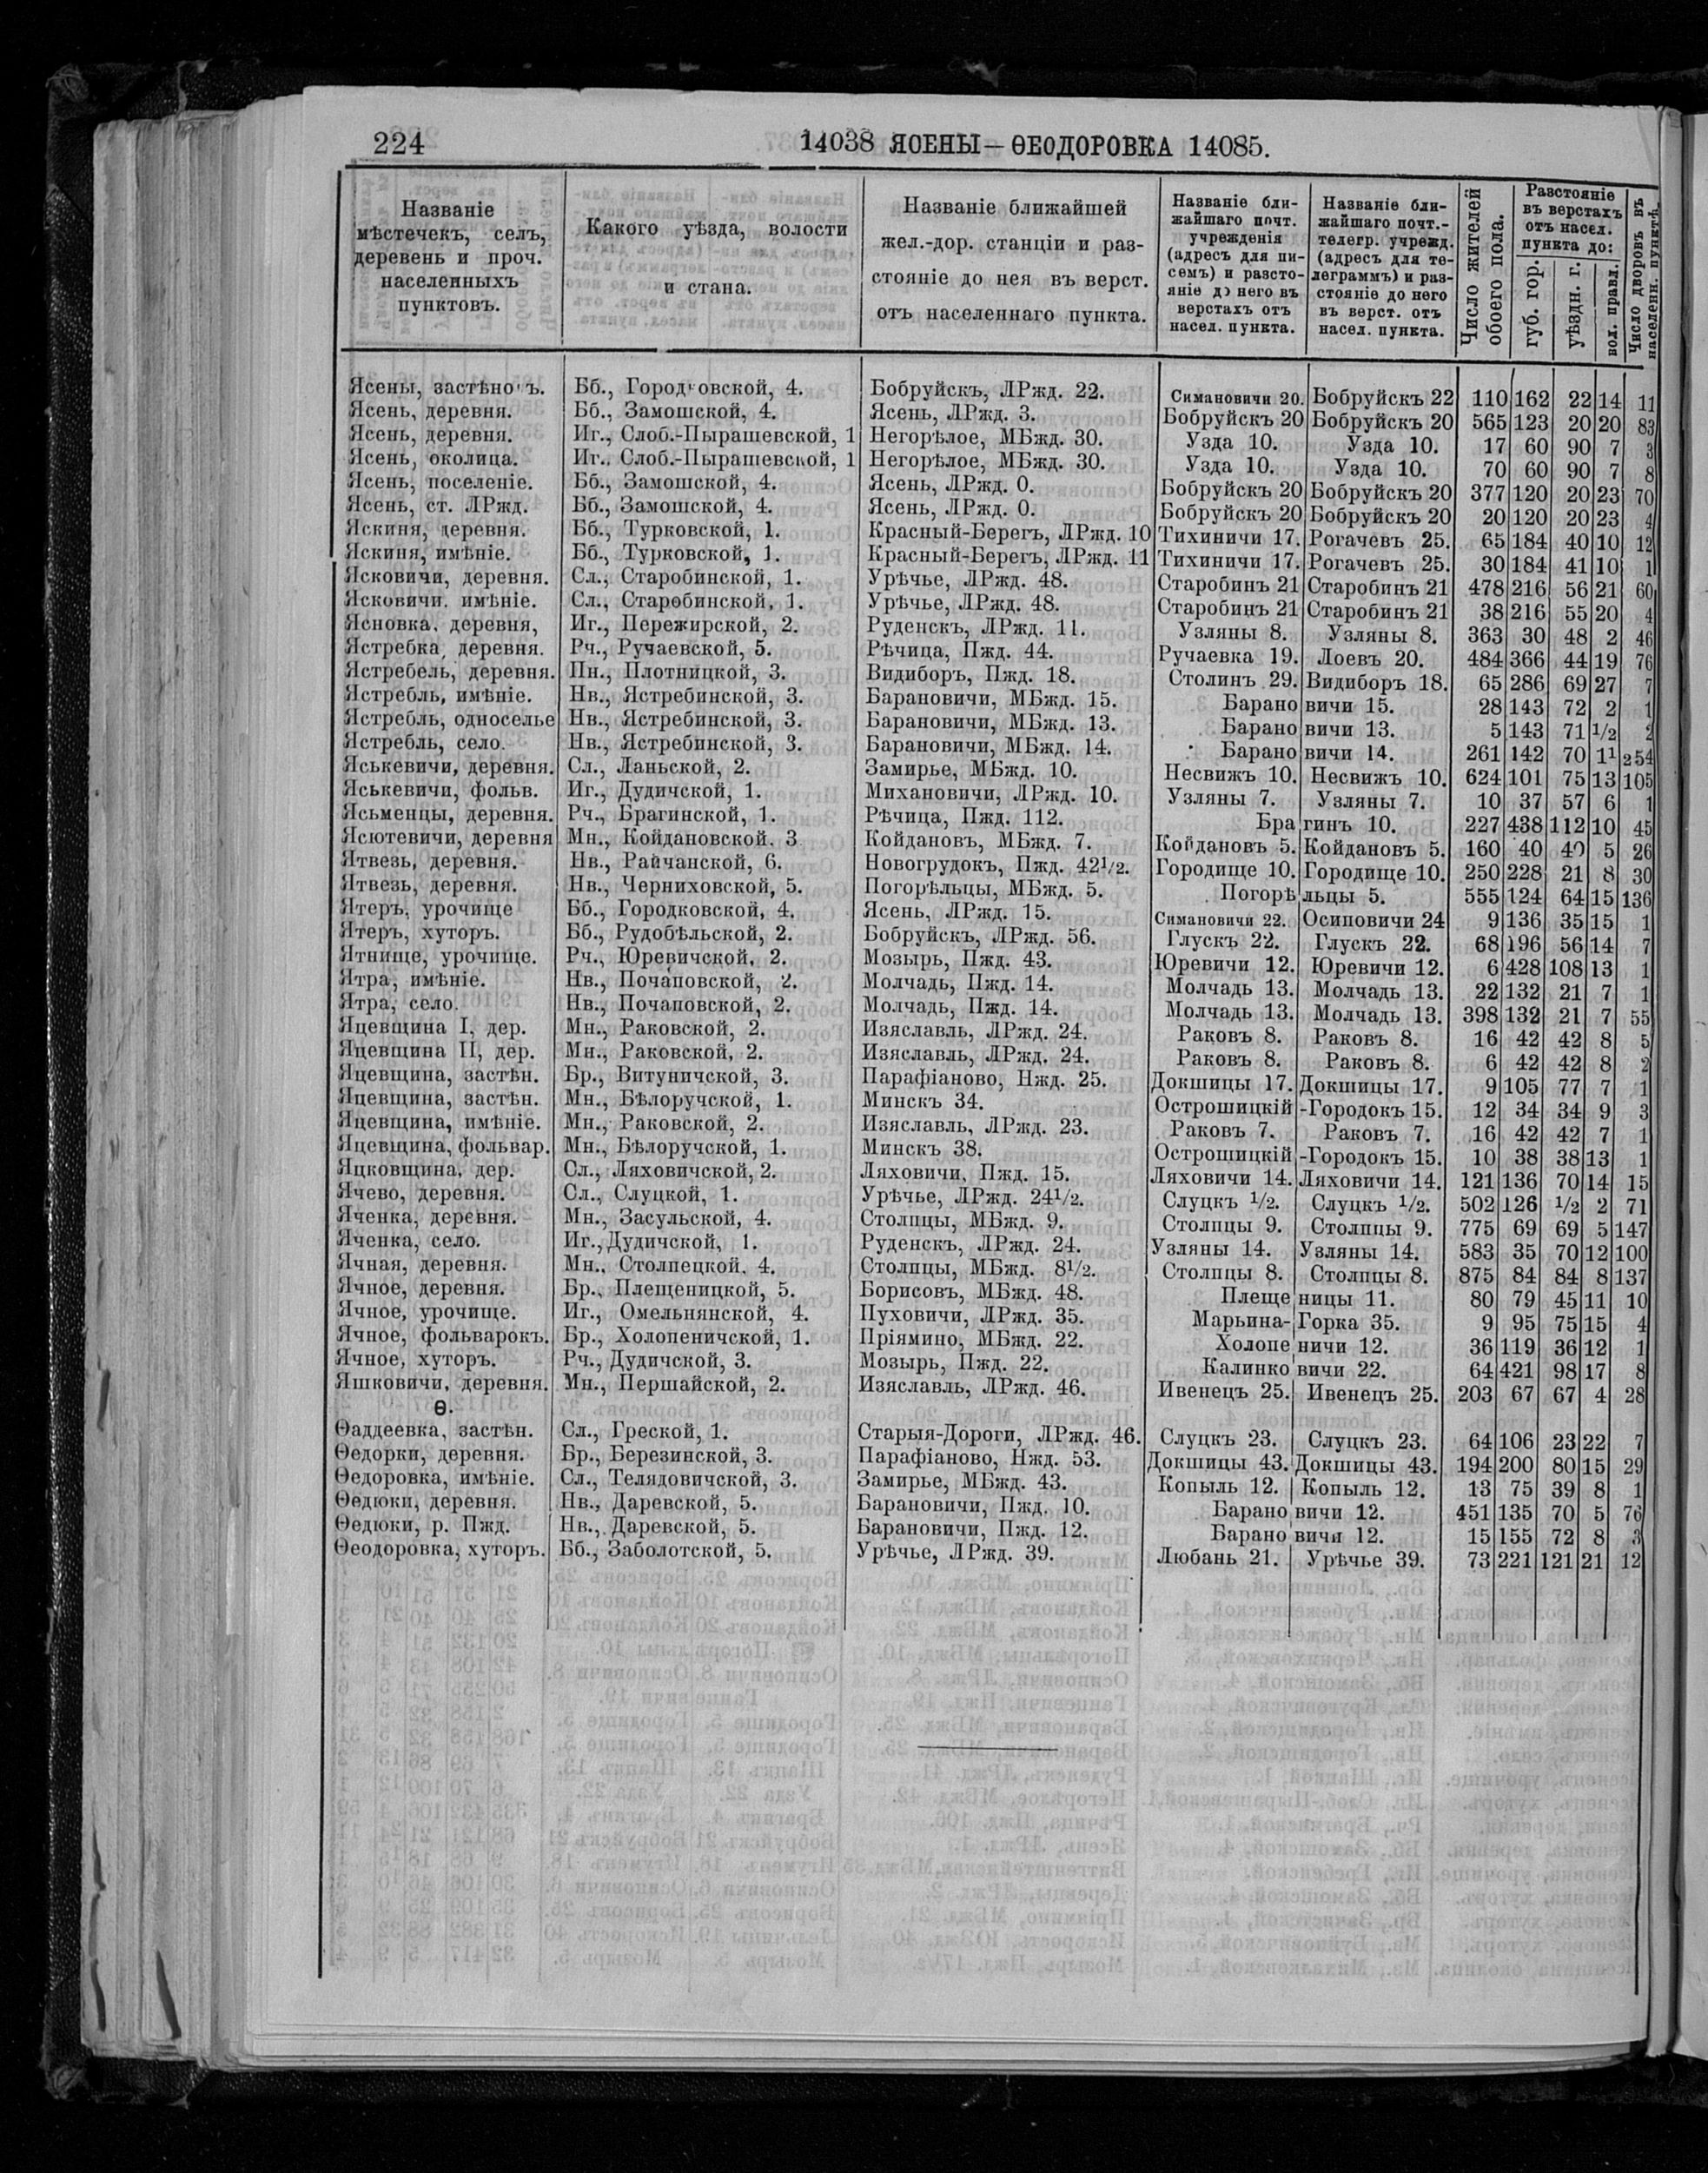 224
14038 ЯСЕНЫ—ѲЕОДОРОВКА 14085.
Названіе мѣстечекъ, селъ, деревень и проч. населенныхъ пунктовъ.
Какого уѣзда, волости и стана.
Названіе ближайшей жел.-дор. станціи и раз-стояніе до нея въ верст. отъ населеннаго пункта.
Названіе бли-жайшаго почт. учрежденія (адресъ для пи-семъ) и разсто-яніе до него въ верстахъ отъ насел. пункта.
Названіе бли-жайшаго почт.-телегр. учрежд. (адресъ для те-леграммъ) и раз-стояніе до него въ верст. отъ насел. пункта.
Число жителей обоего пола.
Разстояніе въ верстахъ отъ насел. пункта до:
губ. гор.
уѣздн. г.
вол. правл.
Число дворовъ въ населенн. пунктѣ.
Ясены, застѣнокъ. Бб., Городковской, 4. Бобруйскъ, ЛРжд. 22. Симановичи 20. Бобруйскъ 22 110 162 22 14 11
Ясень, деревня. Бб., Замошской, 4. Ясень, ЛРжд. 3. Бобруйскъ 20 Бобруйскъ 20 565 123 20 20 83
Ясень, деревня. Иг., Слоб.-Пырашевской, 1 Негорѣлое, МБжд. 30. Узда 10. Узда 10. 17 60 90 7 3
Ясень, околица. Иг., Слоб.-Пырашевской, 1 Негорѣлое, МБжд. 30. Узда 10. Узда 10. 70 60 90 7 8
Ясень, поселеніе. Бб., Замошской, 4. Ясень, ЛРжд. 0. Бобруйскъ 20 Бобруйскъ 20 377 120 20 23 70
Ясень, ст. ЛРжд. Бб., Замошской, 4. Ясень, ЛРжд. 0. Бобруйскъ 20 Бобруйскъ 20 20 120 20 23 4
Яскиня, деревня. Бб., Турковской, 1. Красный-Берегъ, ЛРжд. 10 Тихиничи 17. Рогачевъ 25. 65 184 40 10 12
Яскиня, имѣніе. Бб., Турковской, 1. Красный-Берегъ, ЛРжд. 11 Тихиничи 17. Рогачевъ 25. 30 184 41 10 1
Ясковичи, деревня. Сл., Старобинской, 1. Урѣчье, ЛРжд. 48. Старобинъ 21 Старобинъ 21 478 216 56 21 60
Ясковичи, имѣніе. Сл., Старобинской, 1. Урѣчье, ЛРжд. 48. Старобинъ 21 Старобинъ 21 38 216 55 20 4
Ясновка, деревня, Иг., Пережирской, 2. Руденскъ, ЛРжд. 11. Узляны 8. Узляны 8. 363 30 48 2 46
Ястребка, деревня. Рч., Ручаевской, 5. Рѣчица, Пжд. 44. Ручаевка 19. Лоевъ 20. 484 366 44 19 76
Ястребель, деревня. Пн., Плотницкой, 3. Видиборъ, Пжд. 18. Столинъ 29. Видиборъ 18. 65 286 69 27 7
Ястребль, имѣніе. Нв., Ястребинской, 3. Барановичи, МБжд. 15. Барановичи 15. 28 143 72 2 1
Ястребль, односелье Нв., Ястребинской, 3. Барановичи, МБжд. 13. Барановичи 13. 5 143 71 1/2 2
Ястребль, село. Нв., Ястребинской, 3. Барановичи, МБжд. 14. Барановичи 14. 261 142 70 1 254
Яськевичи, деревня. Сл., Ланьской, 2. Замирье, МБжд. 10. Несвижъ 10. Несвижъ 10. 624 101 75 13 105
Яськевичи, фольв. Иг., Дудичской, 1. Михановичи, ЛРжд. 10. Узляны 7. Узляны 7. 10 37 57 6 1
Ясьменцы, деревня. Рч., Брагинской, 1. Рѣчица, Пжд. 112. Брагинъ 10. 227 438 112 10 45
Ясютевичи, деревня Мн., Койдановской. 3 Койдановъ, МБжд. 7. Койдановъ 5. Койдановъ 5. 160 40 40 5 26
Ятвезь, деревня. Нв., Райчанской, 6. Новогрудокъ, Пжд. 42 1/2. Городище 10. Городище 10. 250 228 21 8 30
Ятвезь, деревня. Нв., Черниховской, 5. Погорѣльцы, МБжд. 5. Погорѣльцы 5. 555 124 64 15 136
Ятеръ, урочище Бб., Городковской, 4. Ясень, ЛРжд. 15. Симановичи 22. Осиповичи 24 9 136 35 15 1
Ятеръ, хуторъ. Бб., Рудобѣльской, 2. Бобруйскъ, ЛРжд. 56. Глускъ 22. Глускъ 22. 68 196 56 14 7
Ятнище, урочище. Рч., Юревичской, 2. Мозырь, Пжд. 43. Юревичи 12. Юревичи 12. 6 428 108 13 1
Ятра, имѣніе. Нв., Почаповской, 2. Молчадь, Пжд. 14. Молчадь 13. Молчадь 13. 22 132 21 7 1
Ятра, село. Нв., Почаповской, 2. Молчадь, Пжд. 14. Молчадь 13. Молчадь 13. 398 132 21 7 55
Яцевщина I, дер. Мн., Раковской, 2. Изяславль, ЛРжд. 24. Раковъ 8. Раковъ 8. 16 42 42 8 5
Яцевщина II, дер. Мн., Раковской, 2. Изяславль, ЛРжд. 24. Раковъ 8. Раковъ 8. 6 42 42 8 2
Яцевщина, застѣн. Бр., Витуничской, 3. Парафіаново, Нжд. 25. Докшицы 17. Докшицы 17. 9 105 77 7 1
Яцевщина, застѣн. Мн., Бѣлоручской, 1. Минскъ 34. Острошицкій-Городокъ 15. 12 34 34 9 3
Яцевщина, имѣніе. Мн., Раковской, 2. Изяславль, ЛРжд. 23. Раковъ 7. Раковъ 7. 16 42 42 7 1
Яцевщина, фольвар. Мн., Бѣлоручской, 1. Минскъ 38. Острошицкій-Городокъ 15. 10 38 38 13 1
Яцковщина, дер. Сл., Ляховичской, 2. Ляховичи, Пжд. 15. Ляховичи 14. Ляховичи 14. 121 136 70 14 15
Ячево, деревня. Сл., Слуцкой, 1. Урѣчье, ЛРжд. 24 1/2. Слуцкъ 1/2. Слуцкъ 1/2. 502 126 1/2 2 71
Яченка, деревня. Мн., Засульской, 4. Столпцы, МБжд. 9. Столпцы 9. Столпцы 9. 775 69 69 5 147
Яченка, село. Иг., Дудичской, 1. Руденскъ, ЛРжд. 24. Узляны 14. Узляны 14. 583 35 70 12 100
Ячная, деревня. Мн., Столпецкой, 4. Столпцы, МБжд. 8 1/2. Столпцы 8. Столпцы 8. 875 84 84 8 137
Ячное, деревня. Бр., Плещеницкой, 5. Борисовъ, МБжд. 48. Плещеницы 11. 80 79 45 11 10
Ячное, урочище. Иг., Омельнянской, 4. Пуховичи, ЛРжд. 35. Марьина-Горка 35. 9 95 75 15 4
Ячное, фольварокъ. Бр., Холопеничской, 1. Пріямино, МБжд. 22. Холопеничи 12. 36 119 36 12 1
Ячное, хуторъ. Рч., Дудичской, 3. Мозырь, Пжд. 22. Калинковичи 22. 64 421 98 17 8
Яшковичи, деревня. Мн., Першайской, 2. Изяславль, ЛРжд. 46. Ивенецъ 25. Ивенецъ 25. 203 67 67 4 28
Ѳ.
Ѳаддеевка, застѣн. Сл., Греской, 1. Старыя-Дороги, ЛРжд. 46. Слуцкъ 23. Слуцкъ 23. 64 106 23 22 7
Ѳедорки, деревня. Бр., Березинской, 3. Парафіаново, Нжд. 53. Докшицы 43. Докшицы 43. 194 200 80 15 29
Ѳедоровка, имѣніе. Сл., Телядовичской, 3. Замирье, МБжд. 43. Копыль 12. Копыль 12. 13 75 39 8 1
Ѳедюки, деревня. Нв., Даревской, 5. Барановичи, Пжд. 10. Барановичи 12. 451 135 70 5 76
Ѳедюки, р. Пжд. Нв., Даревской, 5. Барановичи, Пжд. 12. Барановичи 12. 15 155 72 8 3
Ѳеодоровка, хуторъ. Бб., Заболотской, 5. Урѣчье, ЛРжд. 39. Любань 21. Урѣчье 39. 73 221 121 21 12